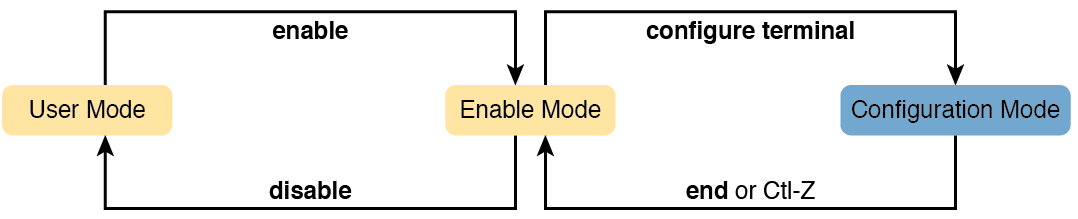 enable
configure terminal
User Mode
Enable Mode
Configuration Mode
disable
end or Ctl-Z